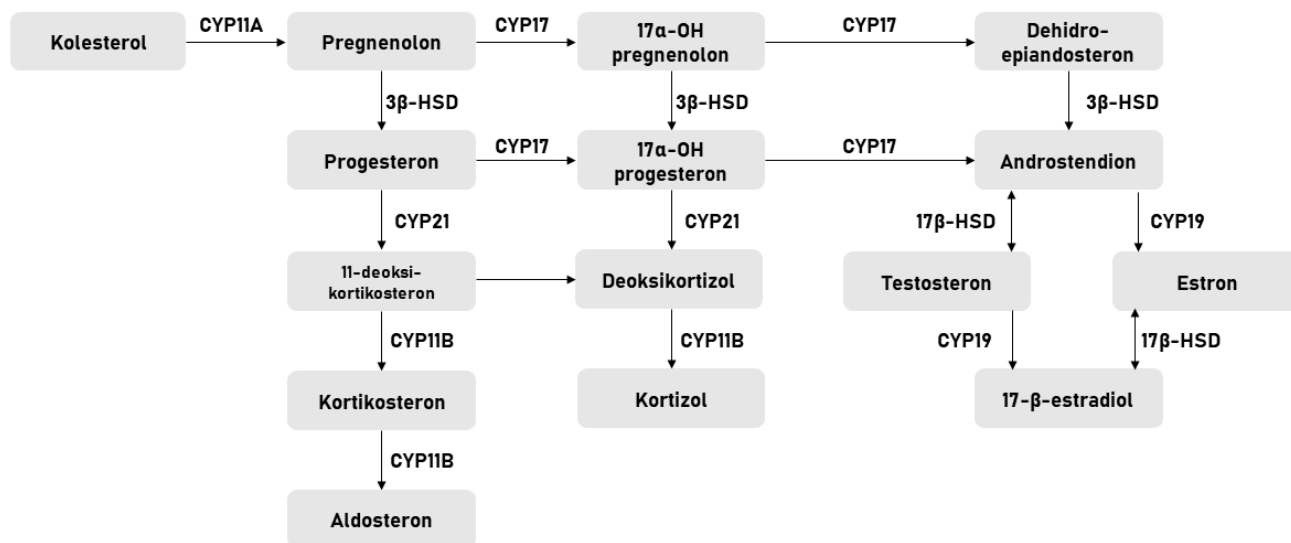 Kolesterol
CYP11A
Pregnenolon
CYP17
17α-OH
pregnenolon
CYP17
Dehidro-
epiandosteron
3β-HSD
3β-HSD
3β-HSD
Progesteron
CYP17
17α-OH
progesteron
CYP17
Androstendion
CYP21
CYP21
17β-HSD
CYP19
11-deoksi-
kortikosteron
Deoksikortizol
Testosteron
Estron
CYP11B
CYP11B
CYP19
17β-HSD
Kortikosteron
Kortizol
17-β-estradiol
CYP11B
Aldosteron